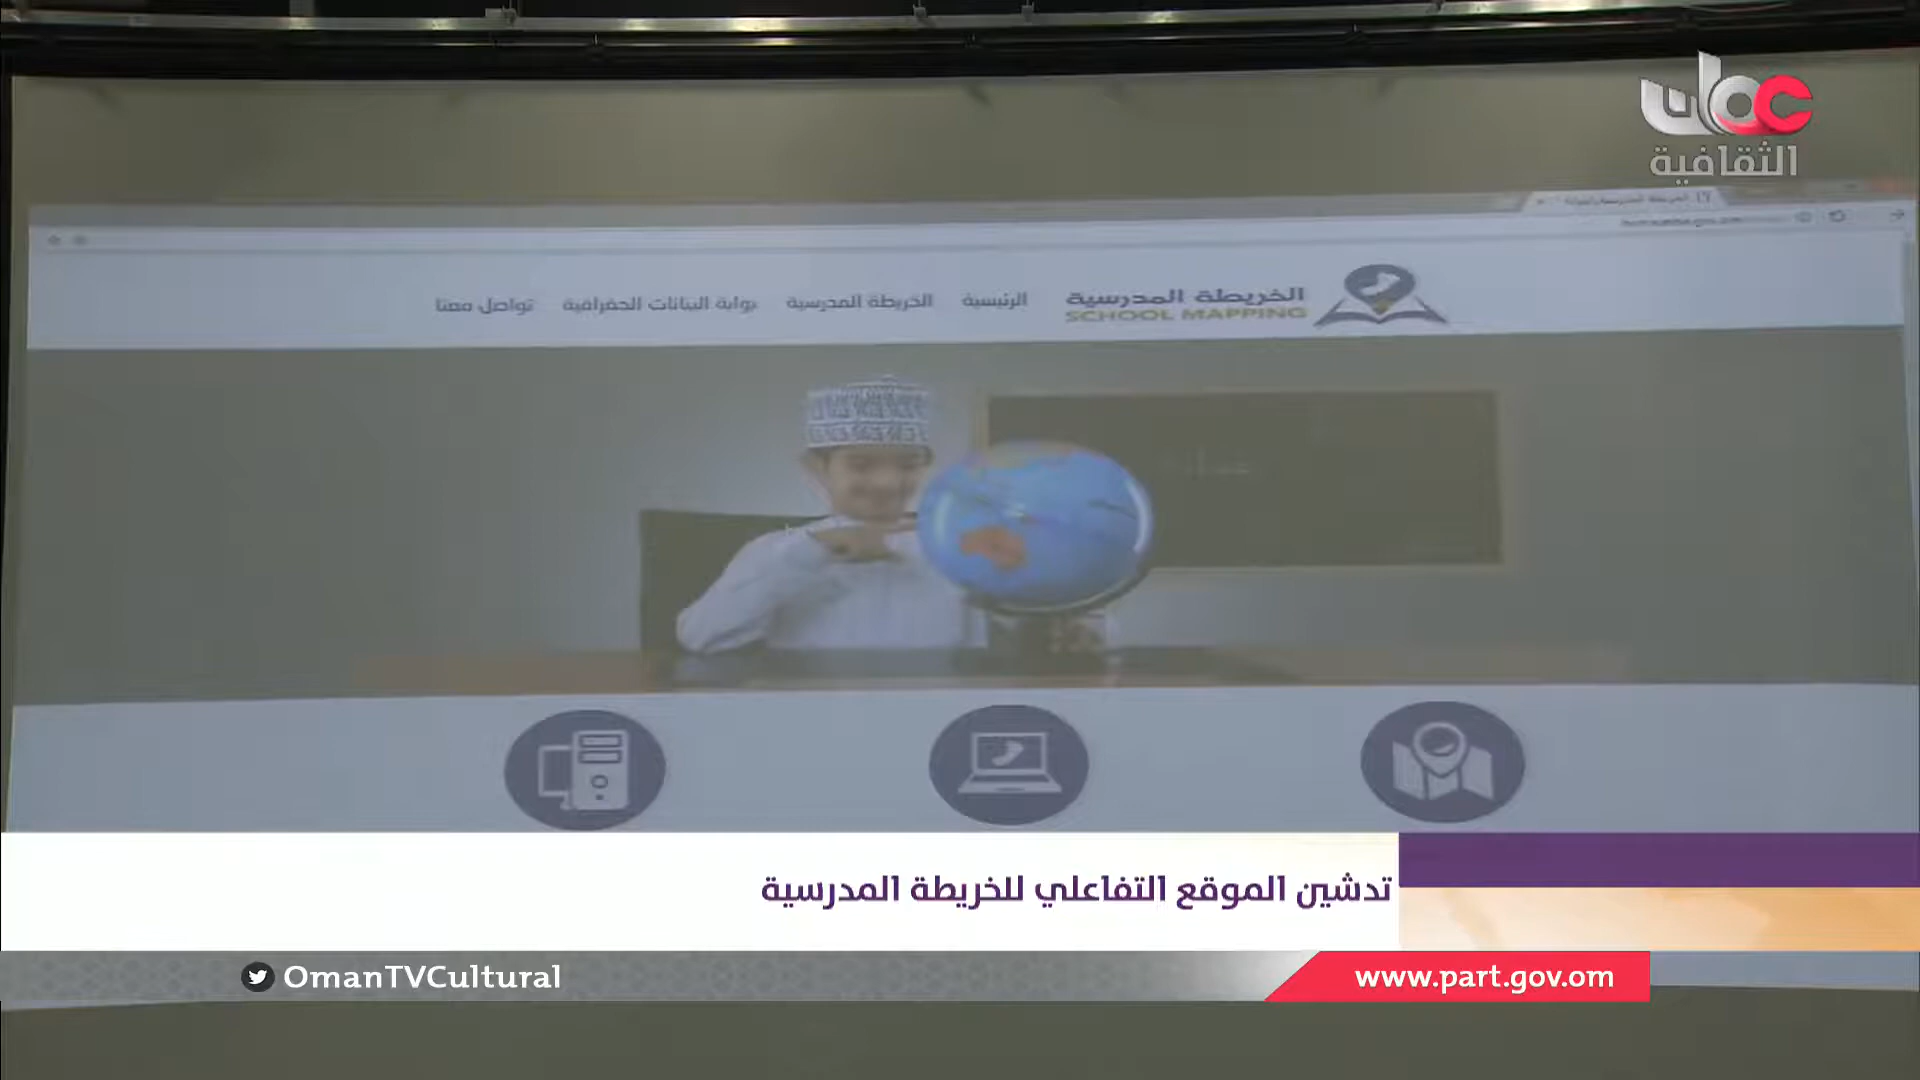 عمان
الثقافية
الخريطة المدرسية
SCHOOL MAPPING
الرئيسية
الخريطة المدرسية
بوابة البيانات الجغرافية
تواصل معنا
تدشين الموقع التفاعلي للخريطة المدرسية
OmanTVCultural
www.part.gov.om